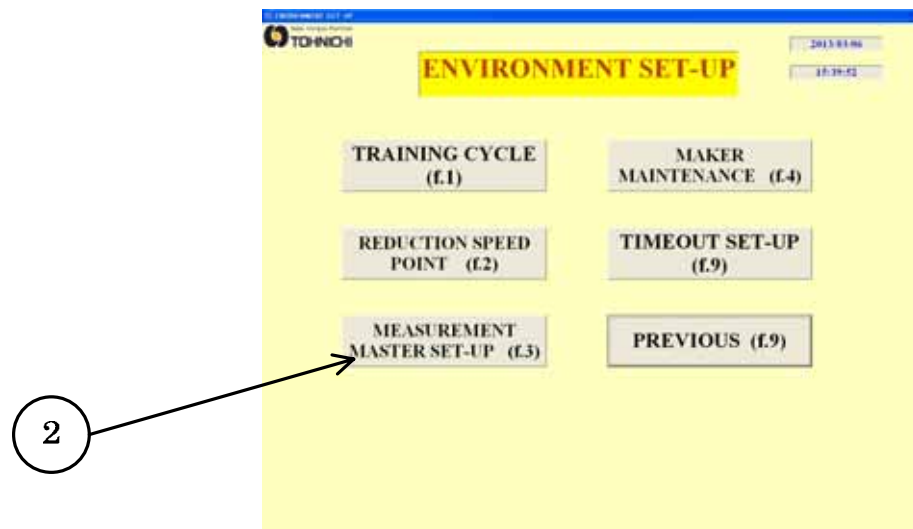 TOHNICHI
ENVIRONMENT SET-UP
2013/03/06
15:39:52
TRAINING CYCLE
(f.1)
MAKER
MAINTENANCE (f.4)
REDUCTION SPEED
POINT (f.2)
TIMEOUT SET-UP
(f.9)
MEASUREMENT
MASTER SET-UP (f.3)
PREVIOUS (f.9)
2